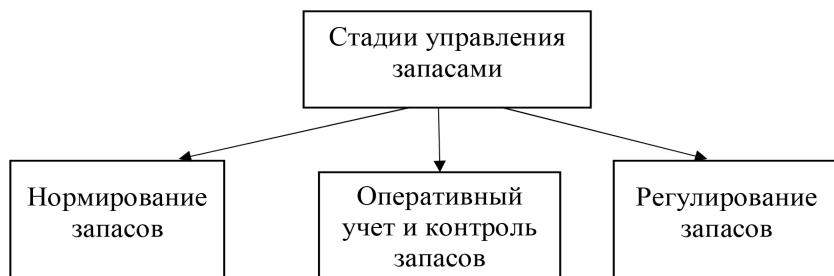 Стадии управления
запасами
Нормирование
запасов
Оперативный
учет и контроль
запасов
Регулирование
запасов